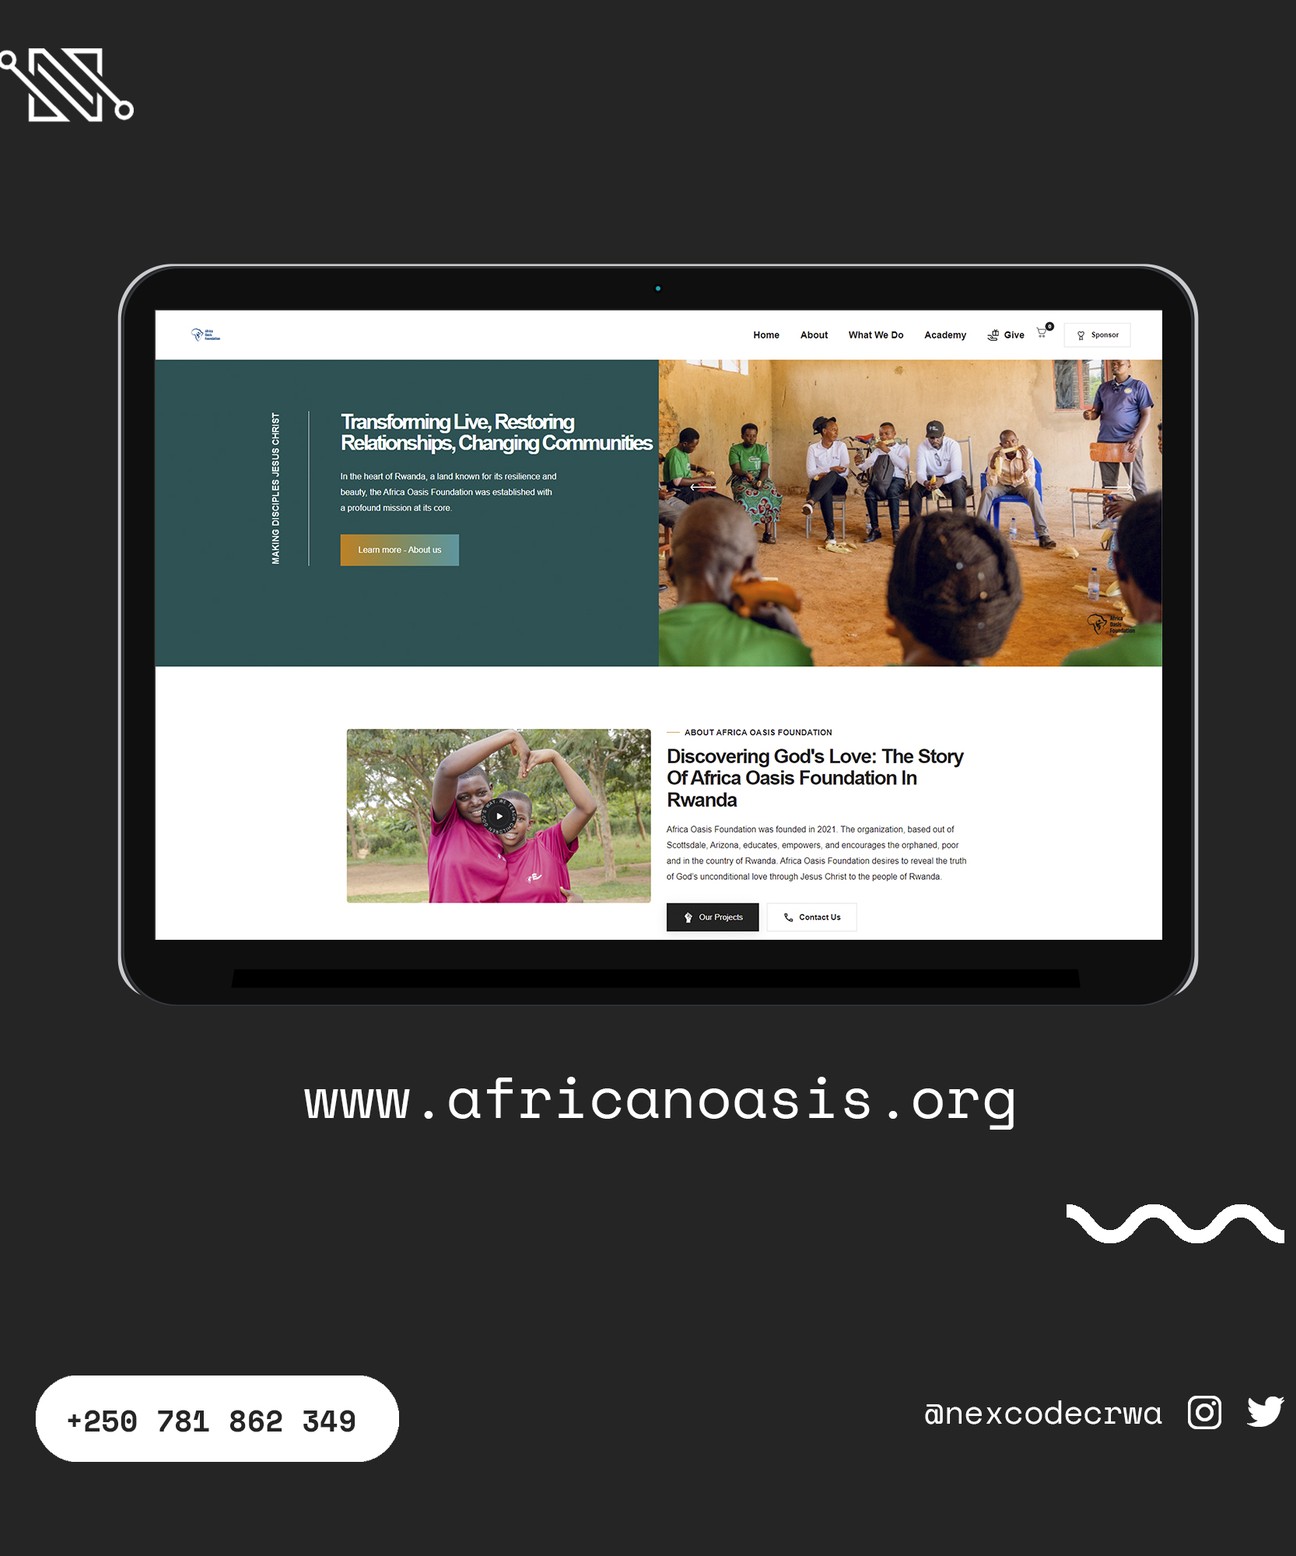 Africa
Oasis
Foundation
Home About What We Do Academy Give 0 Sponsor
MAKING DISCIPLES JESUS CHRIST
Transforming Live, Restoring
Relationships, Changing Communities
In the heart of Rwanda, a land known for its resilience and
beauty, the Africa Oasis Foundation was established with
a profound mission at its core.
Learn more - About us
Africa
Oasis
Foundation
ABOUT AFRICA OASIS FOUNDATION
Discovering God's Love: The Story
Of Africa Oasis Foundation In
Rwanda
Africa Oasis Foundation was founded in 2021. The organization, based out of
Scottsdale, Arizona, educates, empowers, and encourages the orphaned, poor
and in the country of Rwanda. Africa Oasis Foundation desires to reveal the truth
of God's unconditional love through Jesus Christ to the people of Rwanda.
Our Projects Contact Us
www.africanoasis.org
+250 781 862 349
@nexcodecrwa